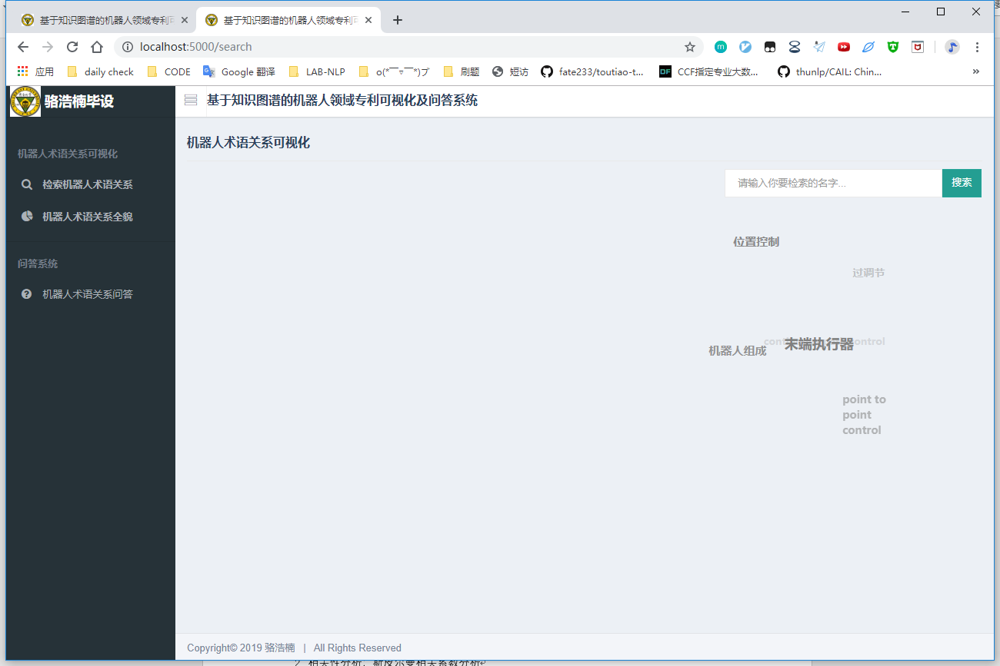 基于知识图谱的机器人领域专利可
基于知识图谱的机器人领域专利可
localhost:5000/search
应用
daily check
CODE
Google 翻译
LAB-NLP
o(*￣▽￣*)ブ
刷题
短访
fate233/toutiao-t...
CCF指定专业大数...
thunlp/CAIL: Chin...
»
骆浩楠毕设
基于知识图谱的机器人领域专利可视化及问答系统
机器人术语关系可视化
检索机器人术语关系
机器人术语关系全貌
问答系统
机器人术语关系问答
机器人术语关系可视化
请输入你要检索的名字...
搜索
位置控制
过调节
control
末端执行器
机器人组成
point to
point
control
Copyright© 2019 骆浩楠 | All Rights Reserved